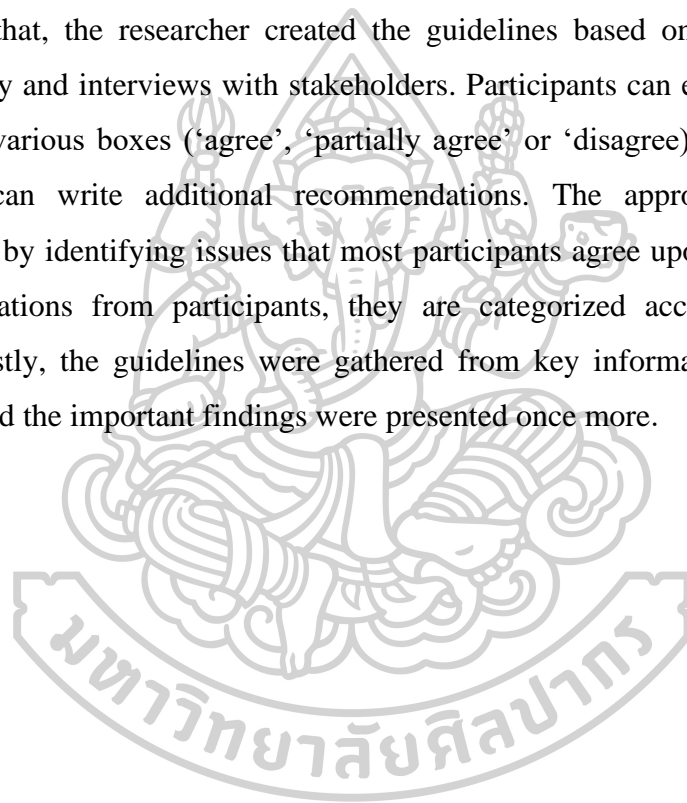 that, the researcher created the guidelines based on
y and interviews with stakeholders. Participants can e
various boxes (‘agree’, ‘partially agree’ or ‘disagree)
can write additional recommendations. The appro
by identifying issues that most participants agree upo
ations from participants, they are categorized acc
stly, the guidelines were gathered from key informa
d the important findings were presented once more.
มหาวิทยาลัยศิลปากร